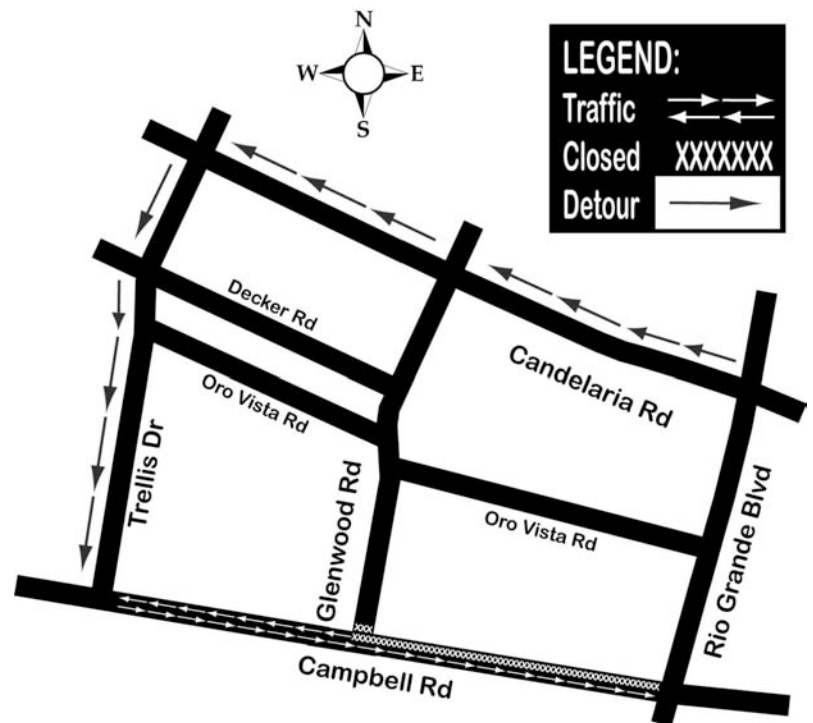 N
W
E
S
LEGEND:
Traffic
Closed XXXXXXX
Detour
Decker Rd
Oro Vista Rd
Candelaria Rd
Trellis Dr
Glenwood Rd
Oro Vista Rd
Rio Grande Blvd
Campbell Rd